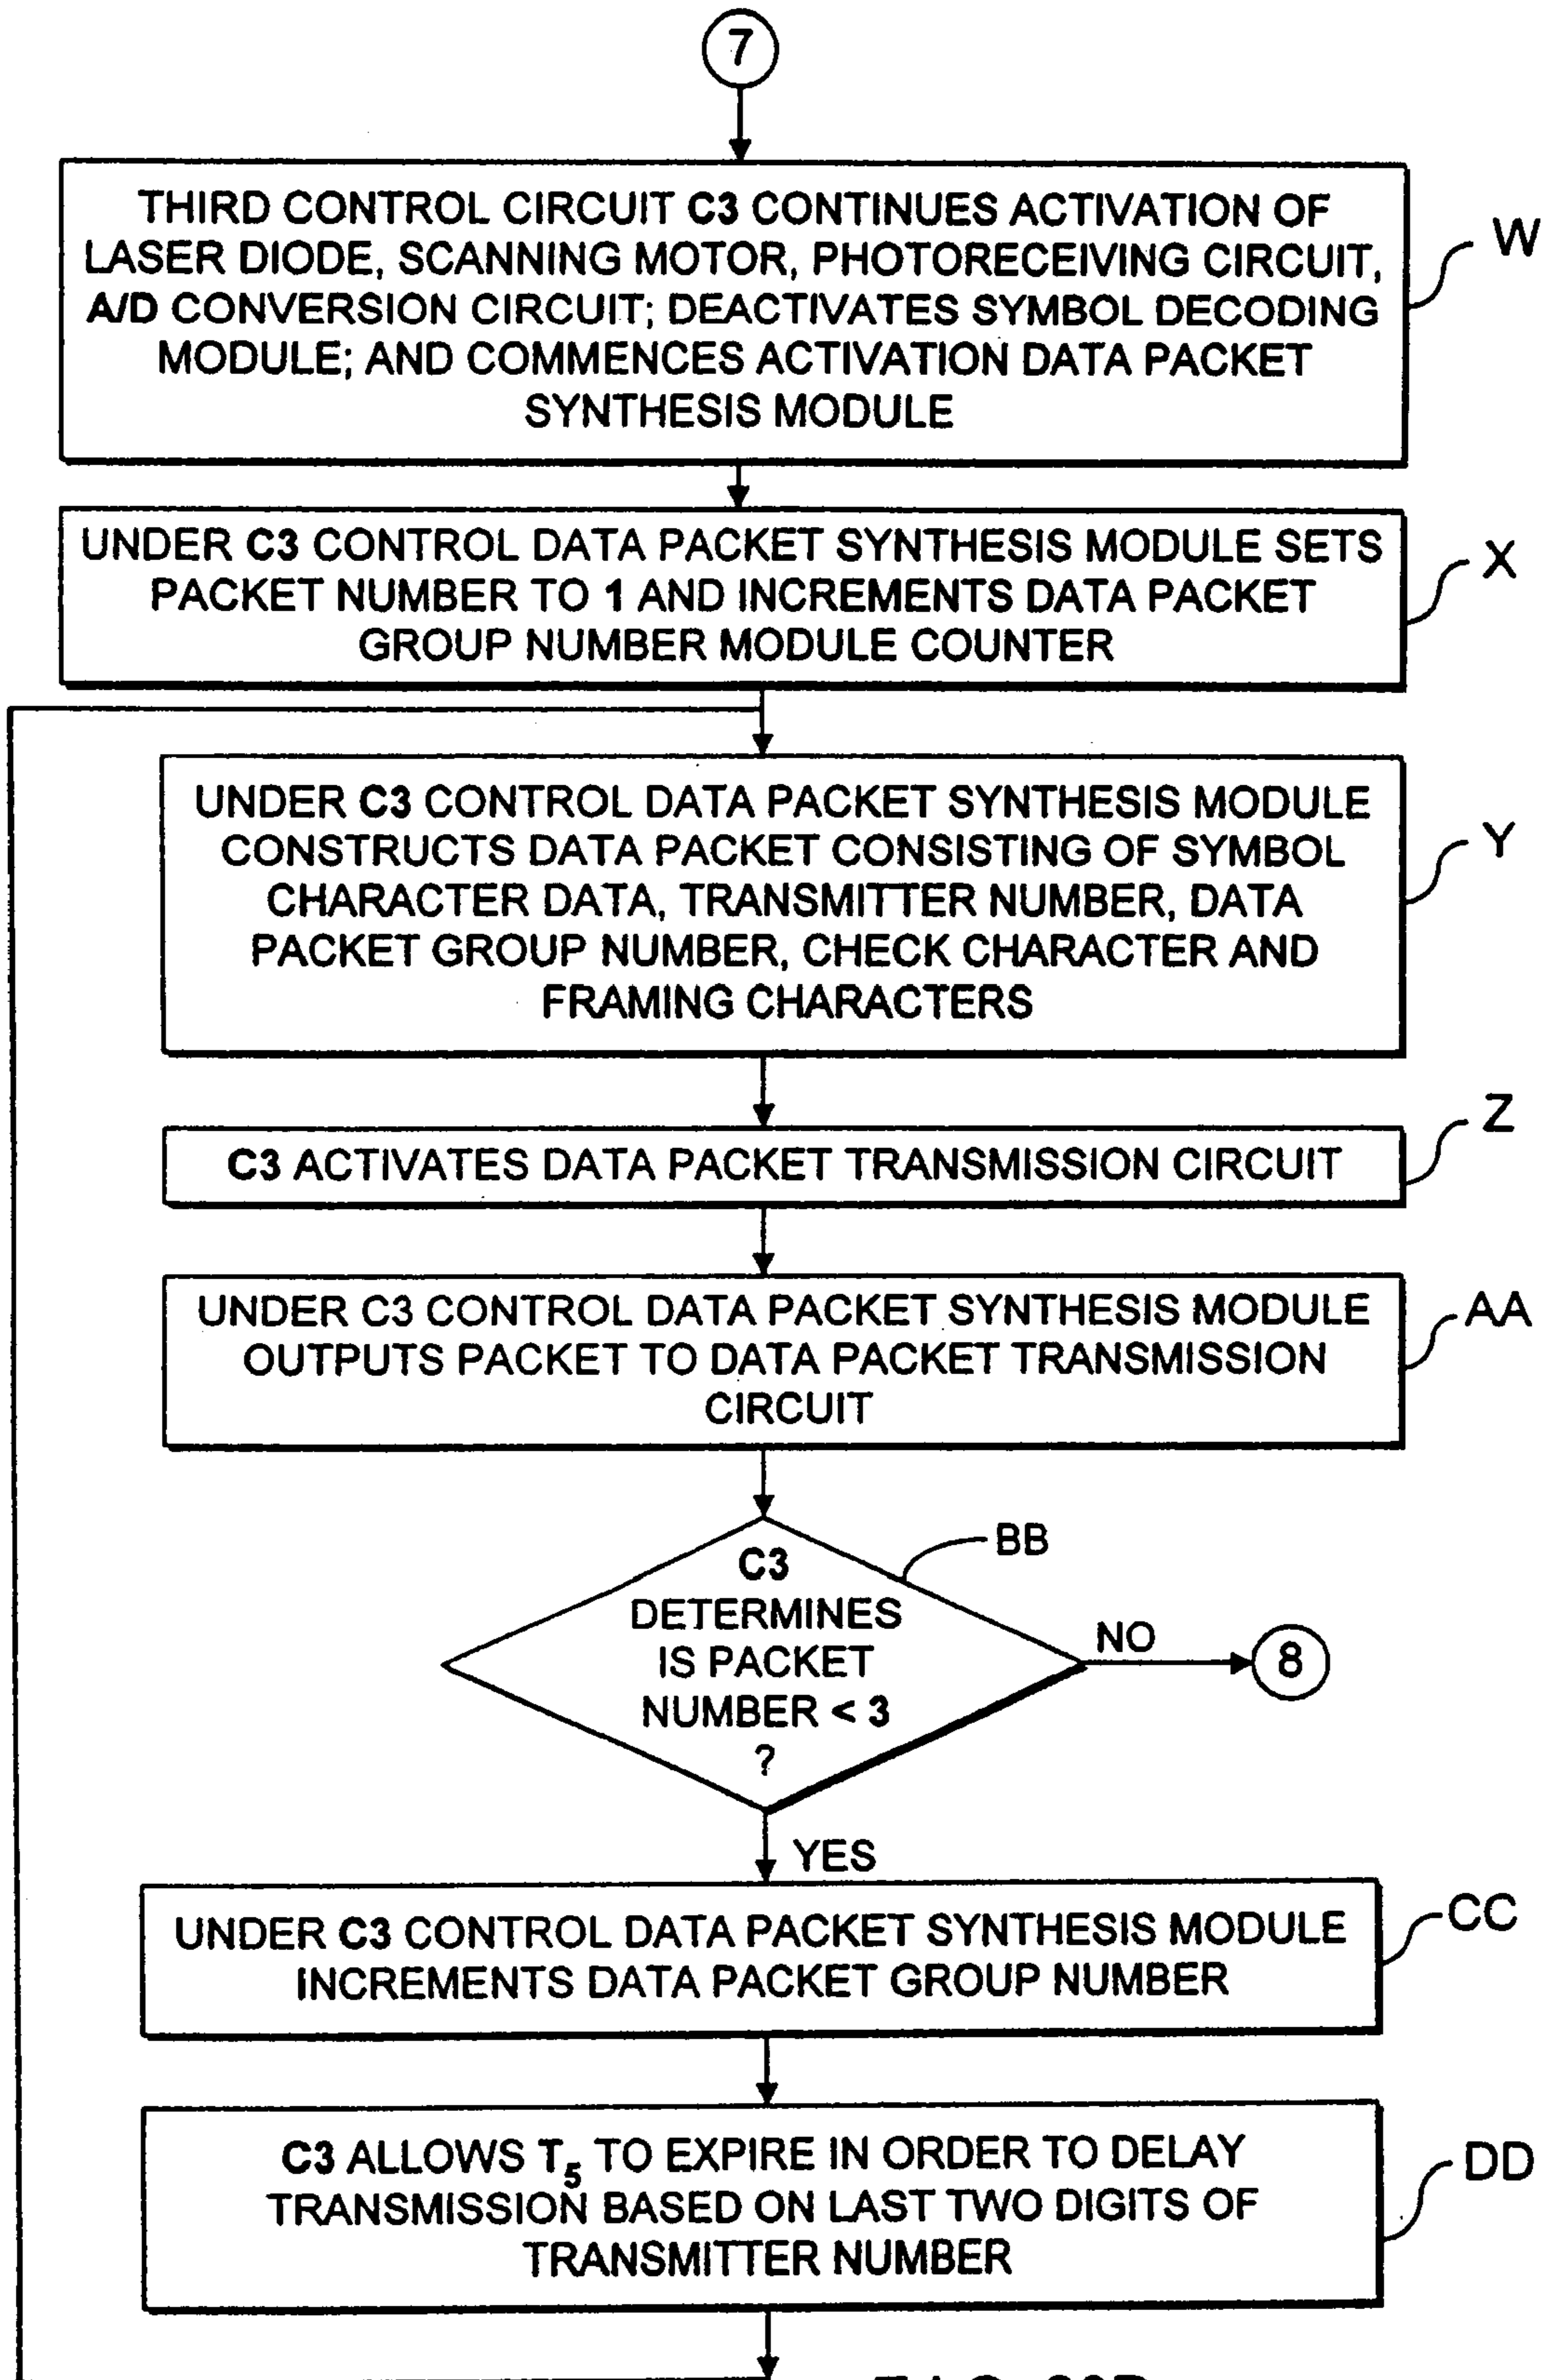 7
THIRD CONTROL CIRCUIT C3 CONTINUES ACTIVATION OF
LASER DIODE, SCANNING MOTOR, PHOTORECEIVING CIRCUIT,
A/D CONVERSION CIRCUIT; DEACTIVATES SYMBOL DECODING
MODULE; AND COMMENCES ACTIVATION DATA PACKET
SYNTHESIS MODULE
W
UNDER C3 CONTROL DATA PACKET SYNTHESIS MODULE SETS
PACKET NUMBER TO 1 AND INCREMENTS DATA PACKET
GROUP NUMBER MODULE COUNTER
X
UNDER C3 CONTROL DATA PACKET SYNTHESIS MODULE
CONSTRUCTS DATA PACKET CONSISTING OF SYMBOL
CHARACTER DATA, TRANSMITTER NUMBER, DATA
PACKET GROUP NUMBER, CHECK CHARACTER AND
FRAMING CHARACTERS
Y
C3 ACTIVATES DATA PACKET TRANSMISSION CIRCUIT
Z
UNDER C3 CONTROL DATA PACKET SYNTHESIS MODULE
OUTPUTS PACKET TO DATA PACKET TRANSMISSION
CIRCUIT
AA
C3
DETERMINES
IS PACKET
NUMBER < 3
?
BB
NO
8
YES
UNDER C3 CONTROL DATA PACKET SYNTHESIS MODULE
INCREMENTS DATA PACKET GROUP NUMBER
CC
C3 ALLOWS T5 TO EXPIRE IN ORDER TO DELAY
TRANSMISSION BASED ON LAST TWO DIGITS OF
TRANSMITTER NUMBER
DD